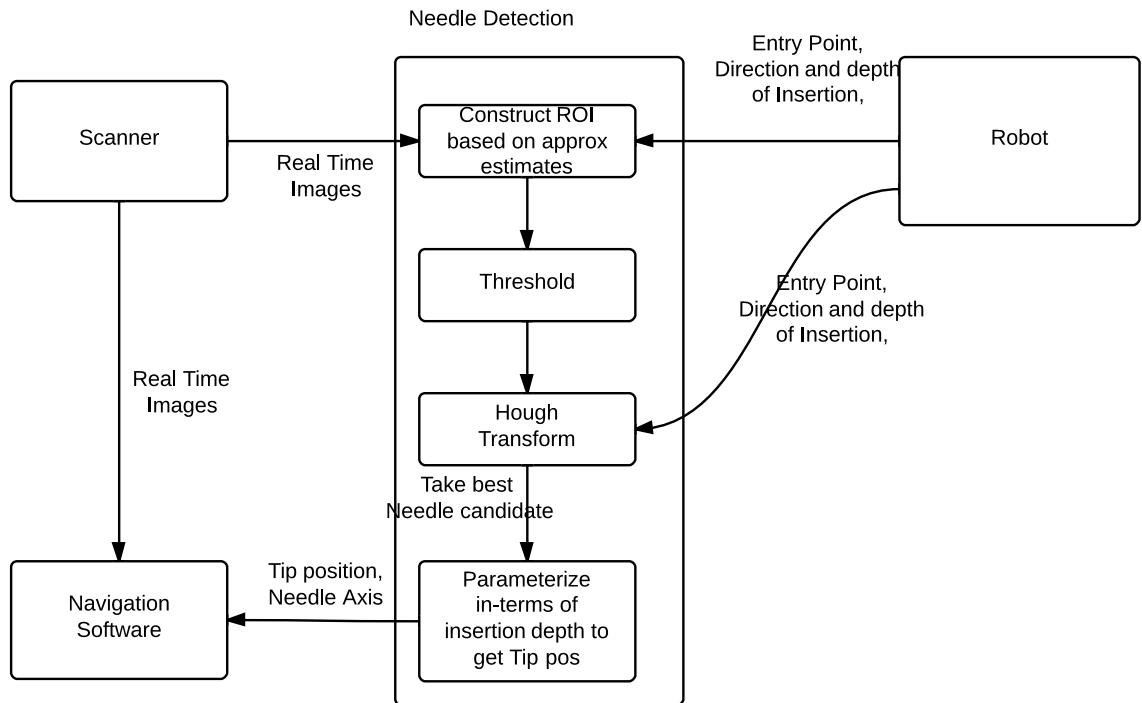 Needle Detection
Entry Point,
Direction and depth
of Insertion,
Scanner
Construct ROI
based on approx
estimates
Robot
Real Time
Images
Threshold
Entry Point,
Direction and depth
of Insertion,
Real Time
Images
Hough
Transform
Take best
Needle candidate
Tip position,
Needle Axis
Navigation
Software
Parameterize
in-terms of
insertion depth to
get Tip pos